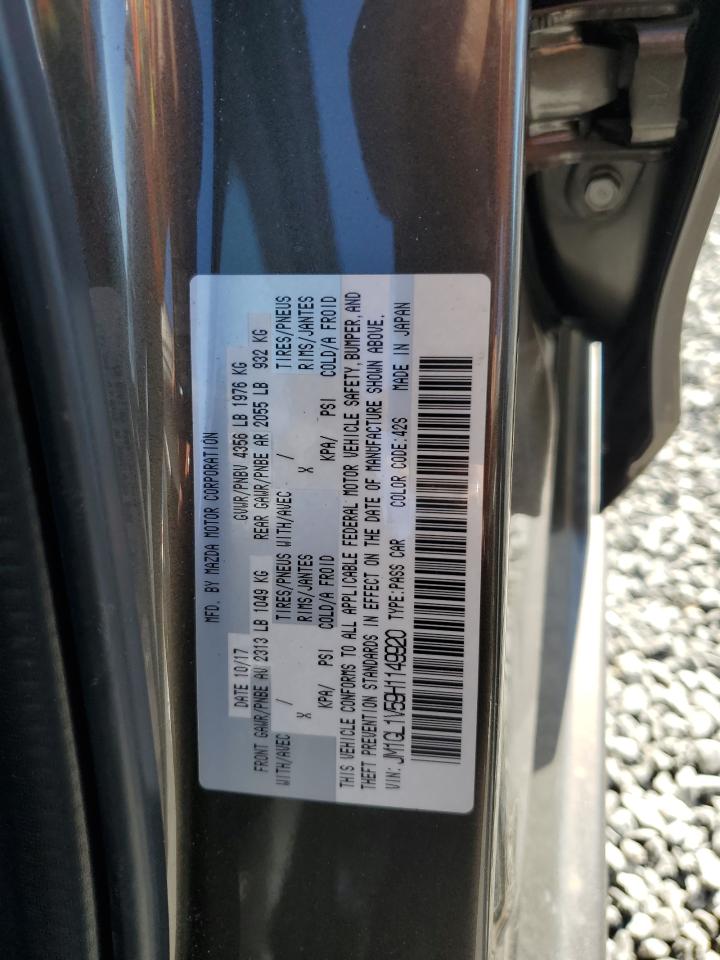 MFD. BY MAZDA MOTOR CORPORATION
DATE 10/17 GVWR/PNBV 4356 LB 1976 KG
FRONT GAWR/PNBE AV 2313 LB 1049 KG REAR GAWR/PNBE AR 2055 LB 932 KG
WITH/AVEC / TIRES/PNEUS WITH/AVEC / TIRES/PNEUS
X RIMS/JANTES X RIMS/JANTES
KPA/ PSI COLD/A FROID KPA/ PSI COLD/A FROID
THIS VEHICLE CONFORMS TO ALL APPLICABLE FEDERAL MOTOR VEHICLE SAFETY, BUMPER, AND
THEFT PREVENTION STANDARDS IN EFFECT ON THE DATE OF MANUFACTURE SHOWN ABOVE.
VIN: JM1GL1V59H1149920 TYPE:PASS CAR COLOR CODE:42S MADE IN JAPAN